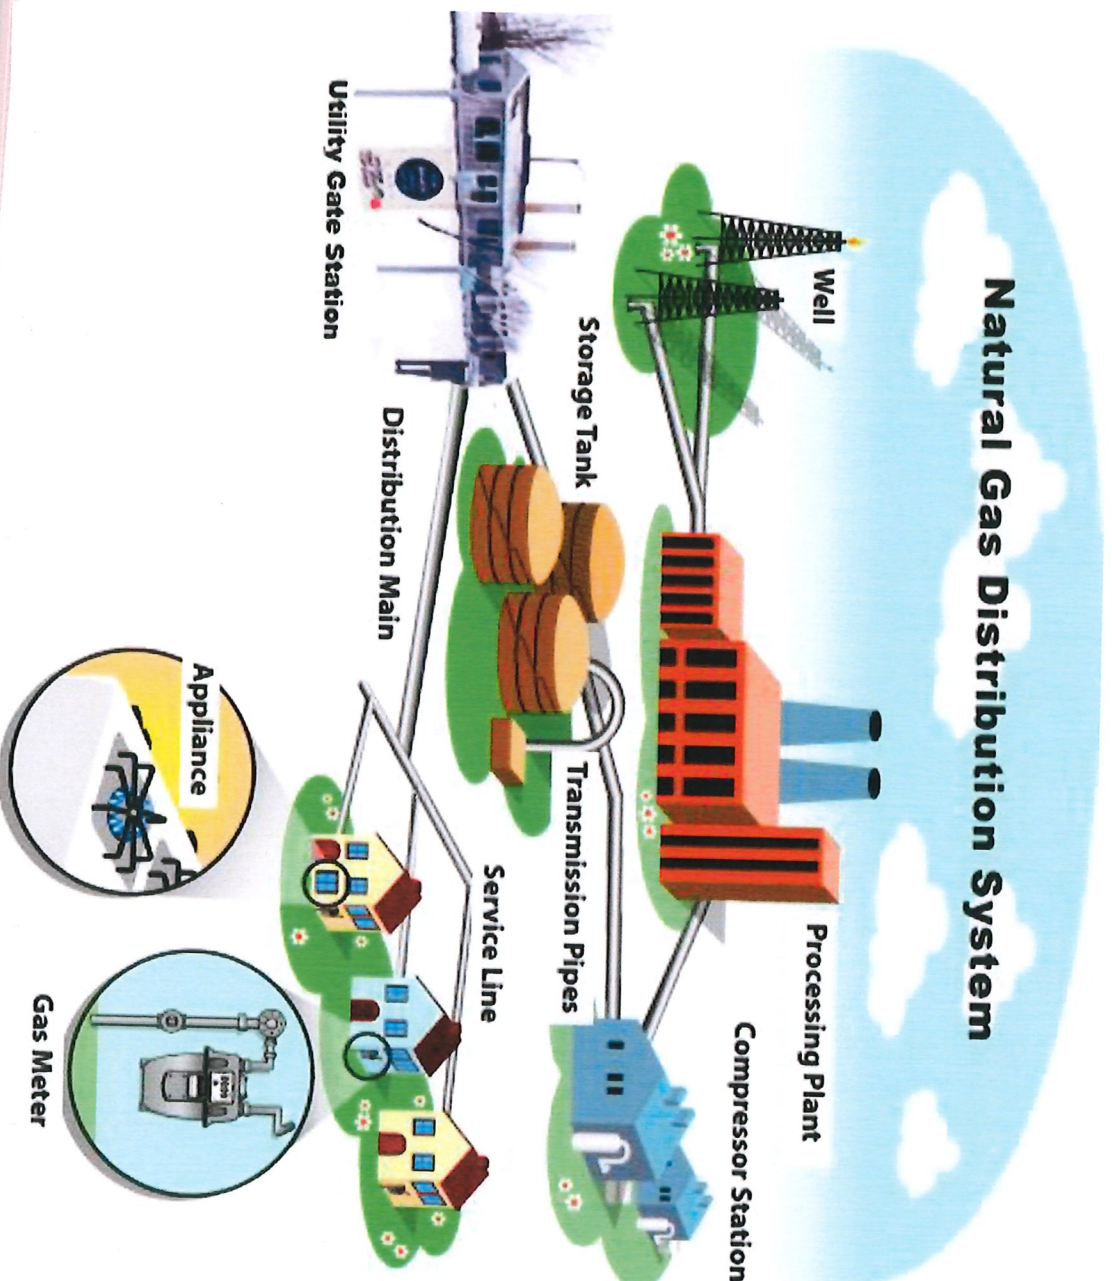 Natural Gas Distribution System
Well
Processing Plant
Compressor Station
Storage Tank
Transmission Pipes
Utility Gate Station
Distribution Main
Service Line
Appliance
Gas Meter